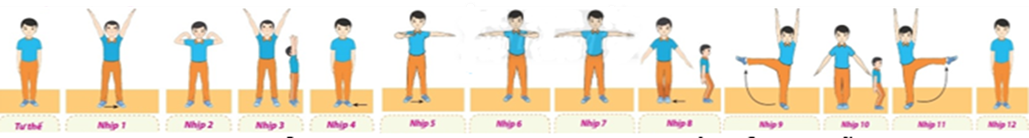 Tư thế
Nhịp 1
Nhịp 2
Nhịp 3
Nhịp 4
Nhịp 5
Nhịp 6
Nhịp 7
Nhịp 8
Nhịp 9
Nhịp 10
Nhịp 11
Nhịp 12